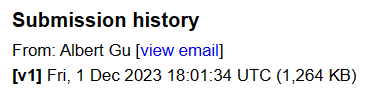 Submission history
From: Albert Gu [view email]
[v1] Fri, 1 Dec 2023 18:01:34 UTC (1,264 KB)